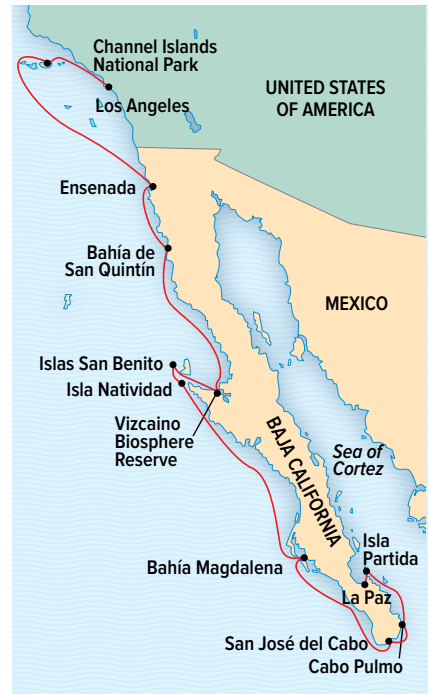 Channel Islands
National Park
Los Angeles
UNITED STATES
OF AMERICA
Ensenada
Bahía de
San Quintín
MEXICO
Islas San Benito
Isla Natividad
Vizcaino
Biosphere
Reserve
BAJA CALIFORNIA
Sea of
Cortez
Isla
Partida
Bahía Magdalena
La Paz
San José del Cabo
Cabo Pulmo